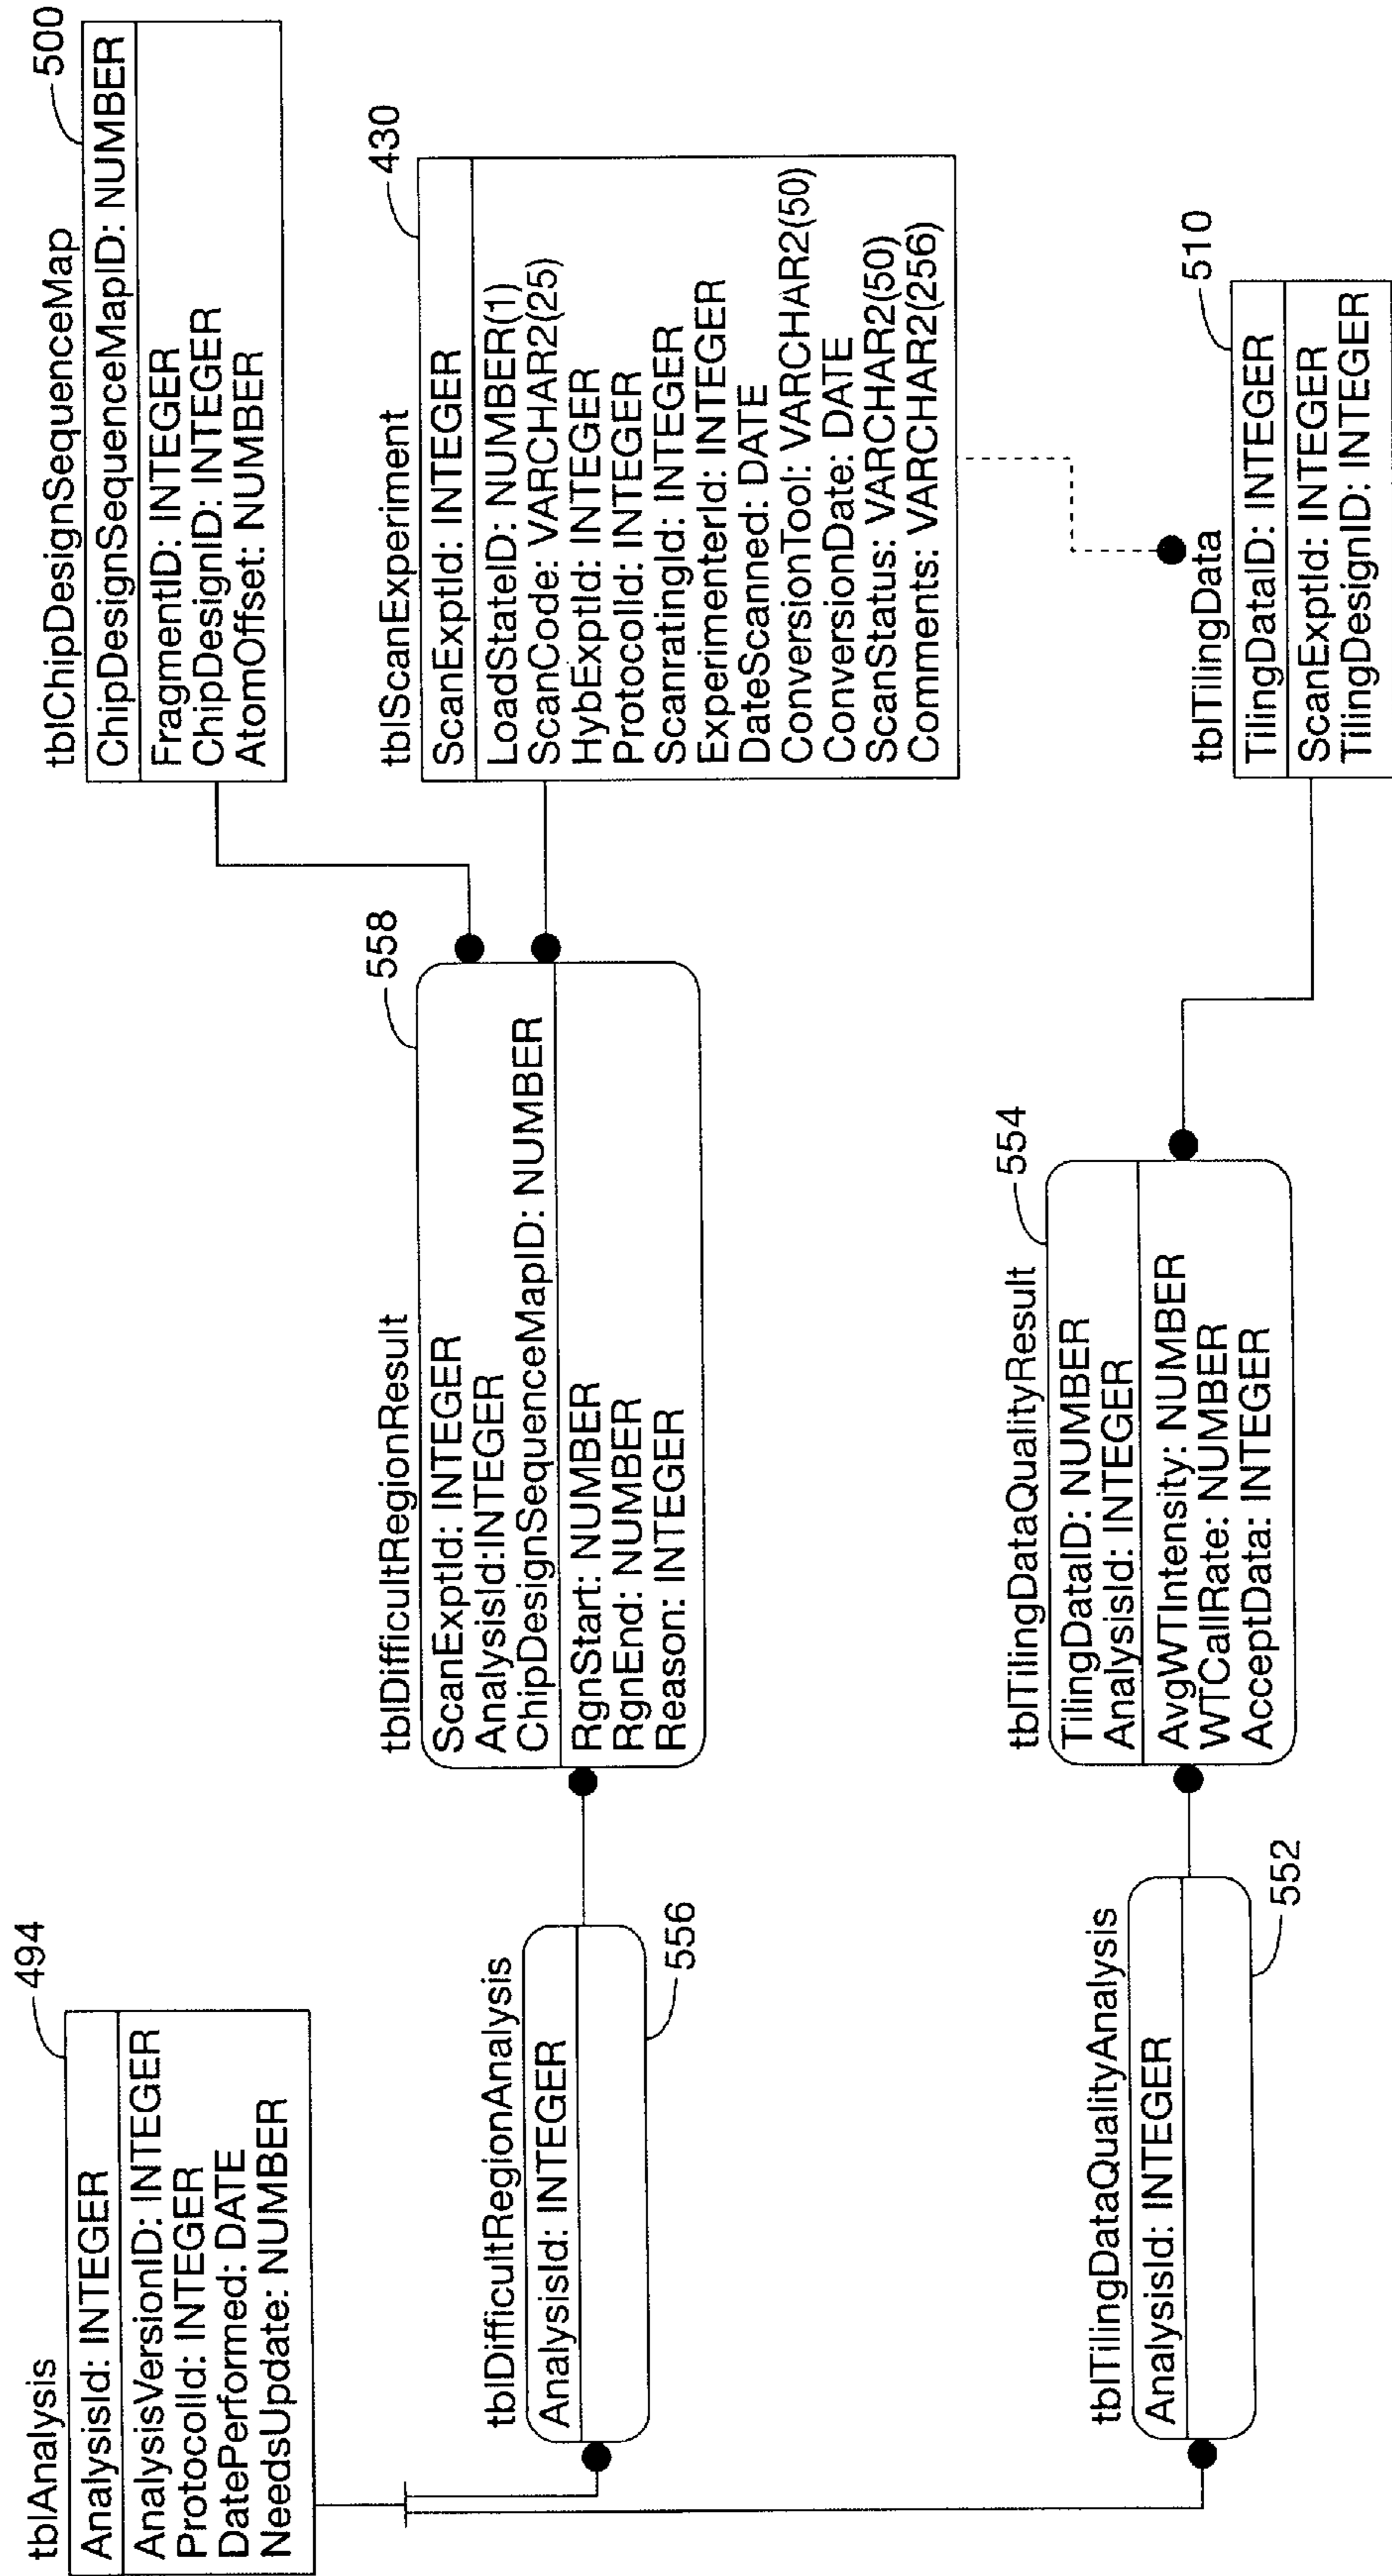 tblAnalysis
494
AnalysisId: INTEGER
AnalysisVersionID: INTEGER
ProtocolId: INTEGER
DatePerformed: DATE
NeedsUpdate: NUMBER
tblDifficultRegionAnalysis
AnalysisId: INTEGER
556
tblTilingDataQualityAnalysis
AnalysisId: INTEGER
552
tblDifficultRegionResult
558
ScanExptId: INTEGER
AnalysisId:INTEGER
ChipDesignSequenceMapID: NUMBER
RgnStart: NUMBER
RgnEnd: NUMBER
Reason: INTEGER
tblTilingDataQualityResult
554
TilingDataID: NUMBER
AnalysisId: INTEGER
AvgWTIntensity: NUMBER
WTCallRate: NUMBER
AcceptData: INTEGER
tblChipDesignSequenceMap
500
ChipDesignSequenceMapID: NUMBER
FragmentID: INTEGER
ChipDesignID: INTEGER
AtomOffset: NUMBER
tblScanExperiment
430
ScanExptId: INTEGER
LoadStateID: NUMBER(1)
ScanCode: VARCHAR2(25)
HybExptId: INTEGER
ProtocolId: INTEGER
ScanratingId: INTEGER
ExperimenterId: INTEGER
DateScanned: DATE
ConversionTool: VARCHAR2(50)
ConversionDate: DATE
ScanStatus: VARCHAR2(50)
Comments: VARCHAR2(256)
tblTilingData
510
TilingDataID: INTEGER
ScanExptId: INTEGER
TilingDesignID: INTEGER